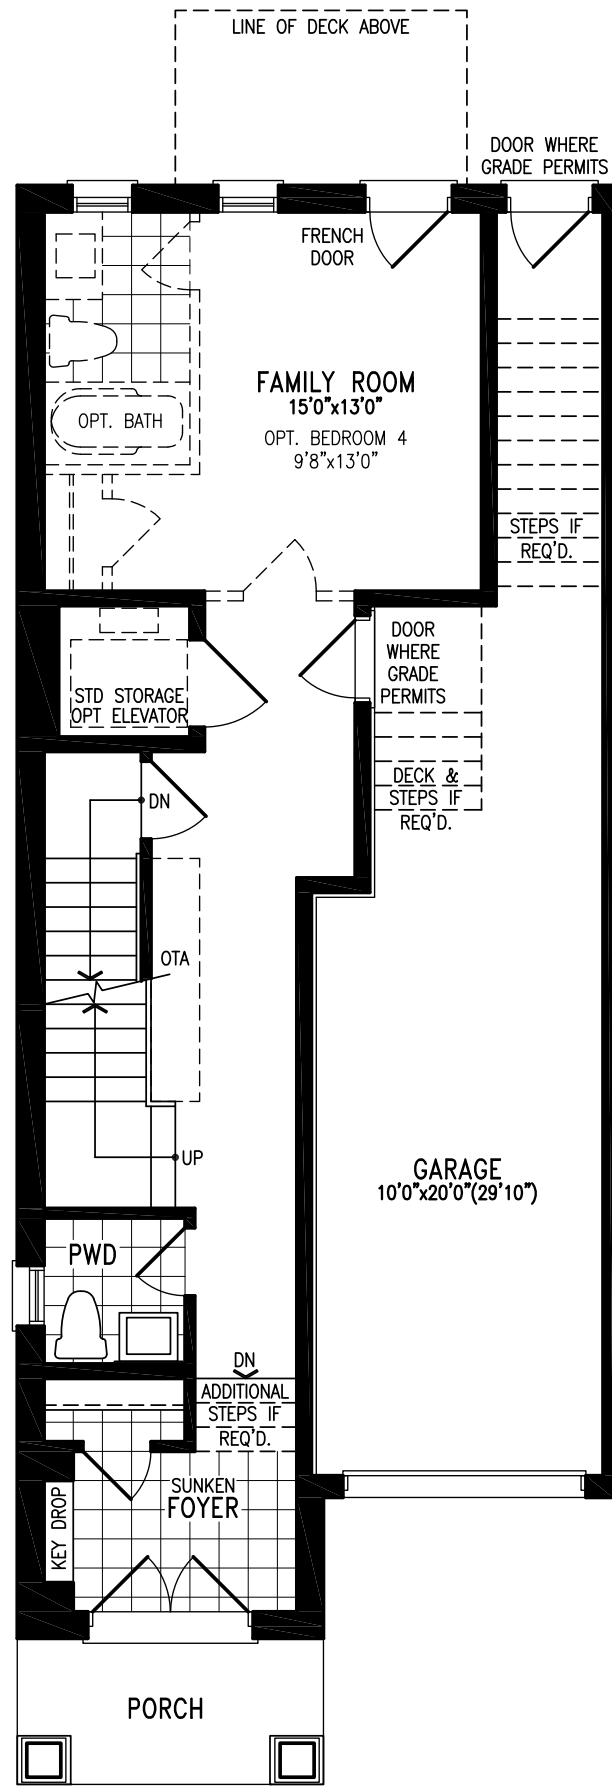 LINE OF DECK ABOVE
DOOR WHERE
GRADE PERMITS
FRENCH
DOOR
FAMILY ROOM
15'0"x13'0"
OPT. BEDROOM 4
9'8"x13'0"
OPT. BATH
STEPS IF
REQ'D.
DOOR
WHERE
GRADE
PERMITS
STD STORAGE
OPT ELEVATOR
DN
DECK &
STEPS IF
REQ'D.
OTA
UP
GARAGE
10'0"x20'0"(29'10")
PWD
DN
ADDITIONAL
STEPS IF
REQ'D.
SUNKEN
FOYER
KEY DROP
PORCH